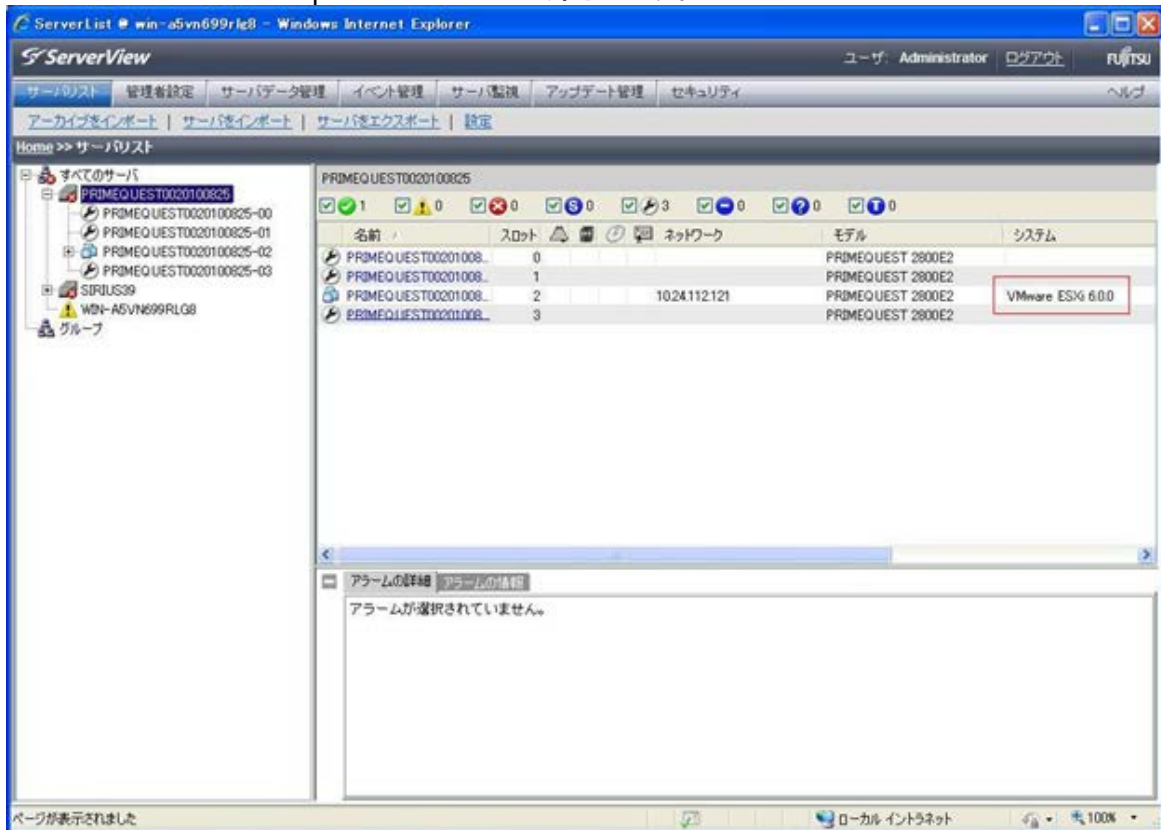 ServerList @ win-a5vn699rlg8 - Windows Internet Explorer
ServerView
ユーザ: Administrator ログアウト FUJITSU
サーバリスト 管理者設定 サーバデータ管理 イベント管理 サーバ監視 アップデート管理 セキュリティ ヘルプ
アーカイブをインポート | サーバをインポート | サーバをエクスポート | 設定
Home >> サーバリスト
すべてのサーバ
PRIMEQUEST0020100825
PRIMEQUEST0020100825-00
PRIMEQUEST0020100825-01
PRIMEQUEST0020100825-02
PRIMEQUEST0020100825-03
SIRIUS39
WIN-A5VN699RLG8
グループ
PRIMEQUEST0020100825
1 0 0 0 3 0 0 0
名前 スロット ネットワーク モデル システム
PRIMEQUEST00201008... 0 PRIMEQUEST 2800E2
PRIMEQUEST00201008... 1 PRIMEQUEST 2800E2
PRIMEQUEST00201008... 2 10.24.112.121 PRIMEQUEST 2800E2 VMware ESXi 6.0.0
PRIMEQUEST00201008... 3 PRIMEQUEST 2800E2
アラームの詳細 アラームの情報
アラームが選択されていません。
ページが表示されました ローカル イントラネット 100%